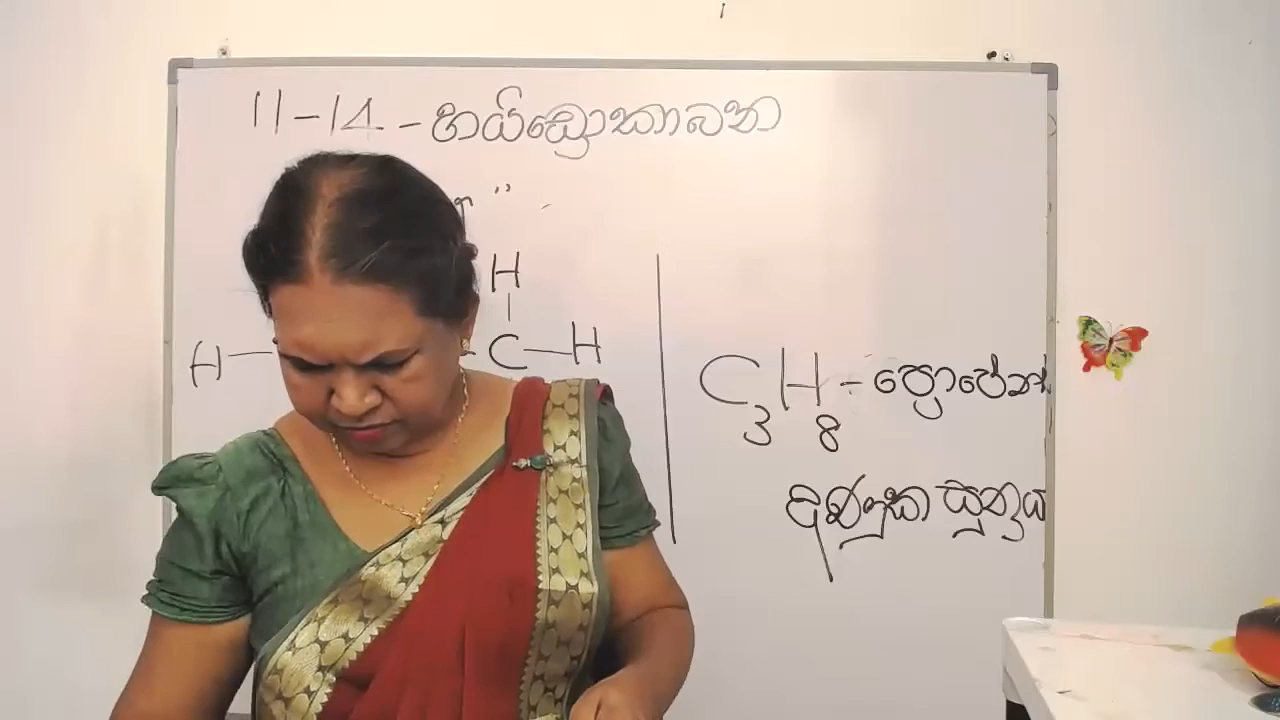 11-14 - හයිඩ්‍රොකාබන
H
H — C — H
C3H8 - ප්‍රොපේන්
අණුක සූත්‍රය